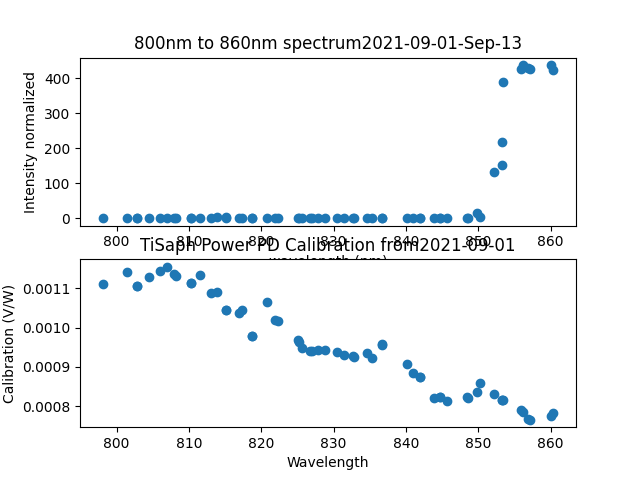 800nm to 860nm spectrum2021-09-01-Sep-13
400
300
200
100
0
Intensity normalized
800 810 820 830 840 850 860
wavelength (nm)
TiSaph Power PD Calibration from2021-09-01
0.0011
0.0010
0.0009
0.0008
Calibration (V/W)
800 810 820 830 840 850 860
Wavelength